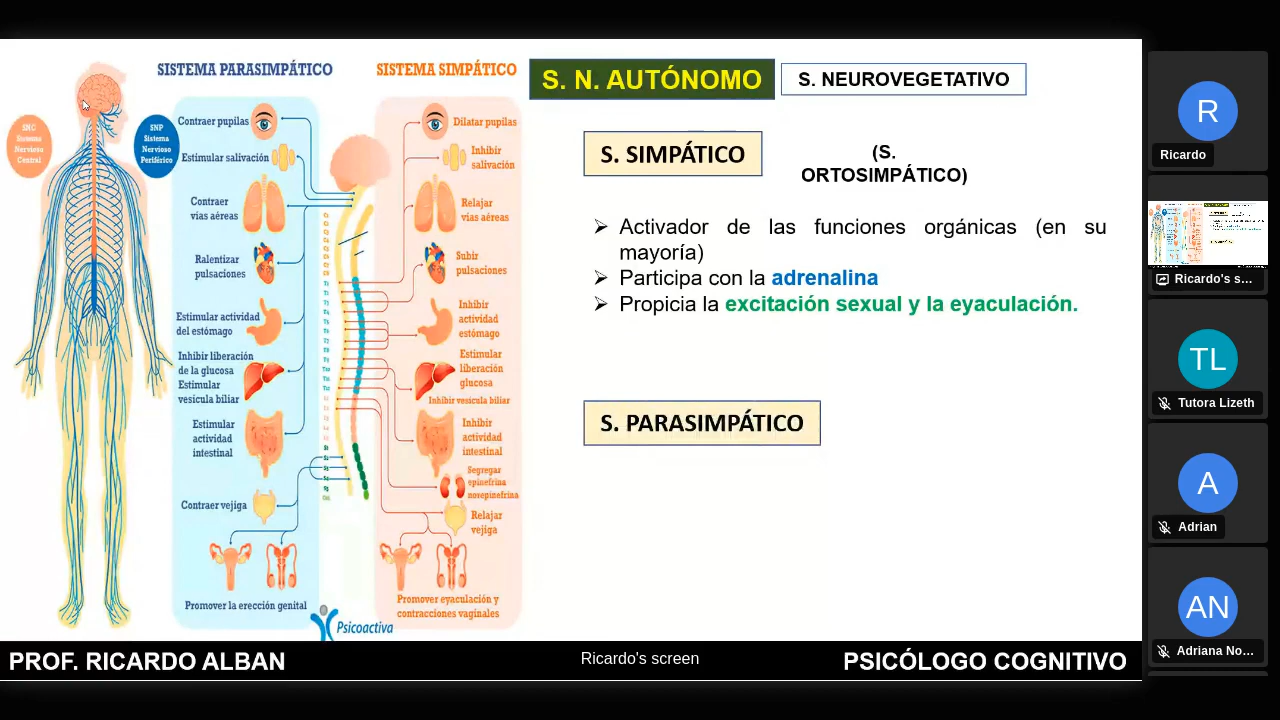 SISTEMA PARASIMPÁTICO
SISTEMA SIMPÁTICO
SNC
Sistema
Nervioso
Central
SNP
Sistema
Nervioso
Periférico
Contraer pupilas
Estimular salivación
Contraer
vías aéreas
Ralentizar
pulsaciones
Estimular actividad
del estómago
Inhibir liberación
de la glucosa
Estimular
vesícula biliar
Estimular
actividad
intestinal
Contraer vejiga
Promover la erección genital
Dilatar pupilas
Inhibir
salivación
Relajar
vías aéreas
Subir
pulsaciones
Inhibir
actividad
estómago
Estimular
liberación
glucosa
Inhibir vesícula biliar
Inhibir
actividad
intestinal
Segregar
epinefrina
norepinefrina
Relajar
vejiga
Promover eyaculación y
contracciones vaginales
Psicoactiva
S. N. AUTÓNOMO
S. NEUROVEGETATIVO
S. SIMPÁTICO
(S.
ORTOSIMPÁTICO)
Activador de las funciones orgánicas (en su
mayoría)
Participa con la adrenalina
Propicia la excitación sexual y la eyaculación.
S. PARASIMPÁTICO
PROF. RICARDO ALBAN
Ricardo's screen
PSICÓLOGO COGNITIVO
R
Ricardo
Ricardo's s...
TL
Tutora Lizeth
A
Adrian
AN
Adriana No...